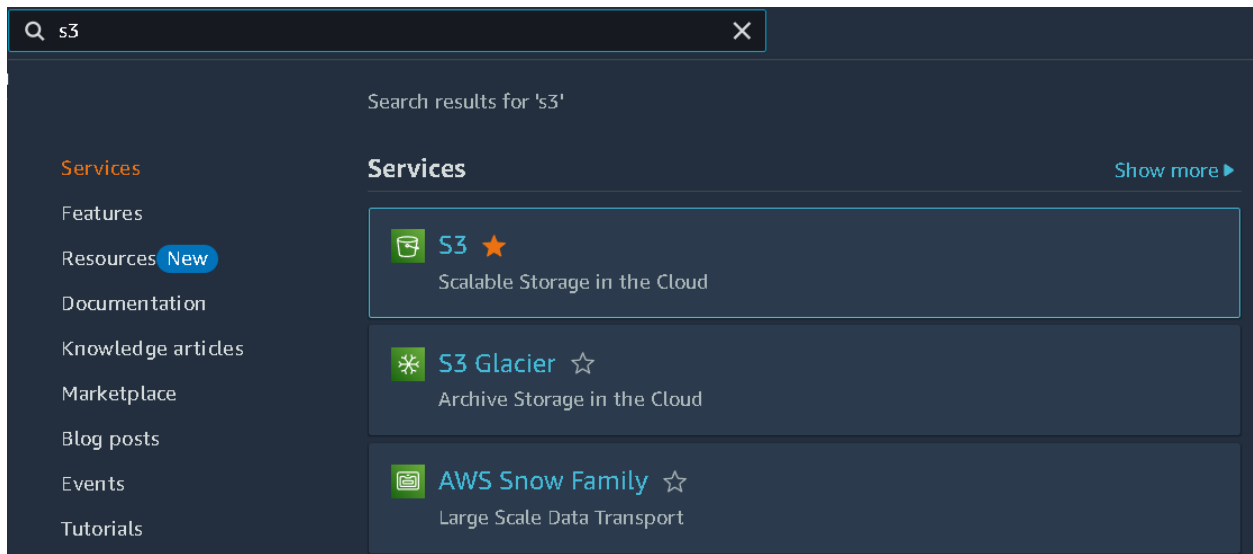 s3
Search results for 's3'
Services
Features
Resources New
Documentation
Knowledge articles
Marketplace
Blog posts
Events
Tutorials
Services
Show more
S3
Scalable Storage in the Cloud
S3 Glacier
Archive Storage in the Cloud
AWS Snow Family
Large Scale Data Transport